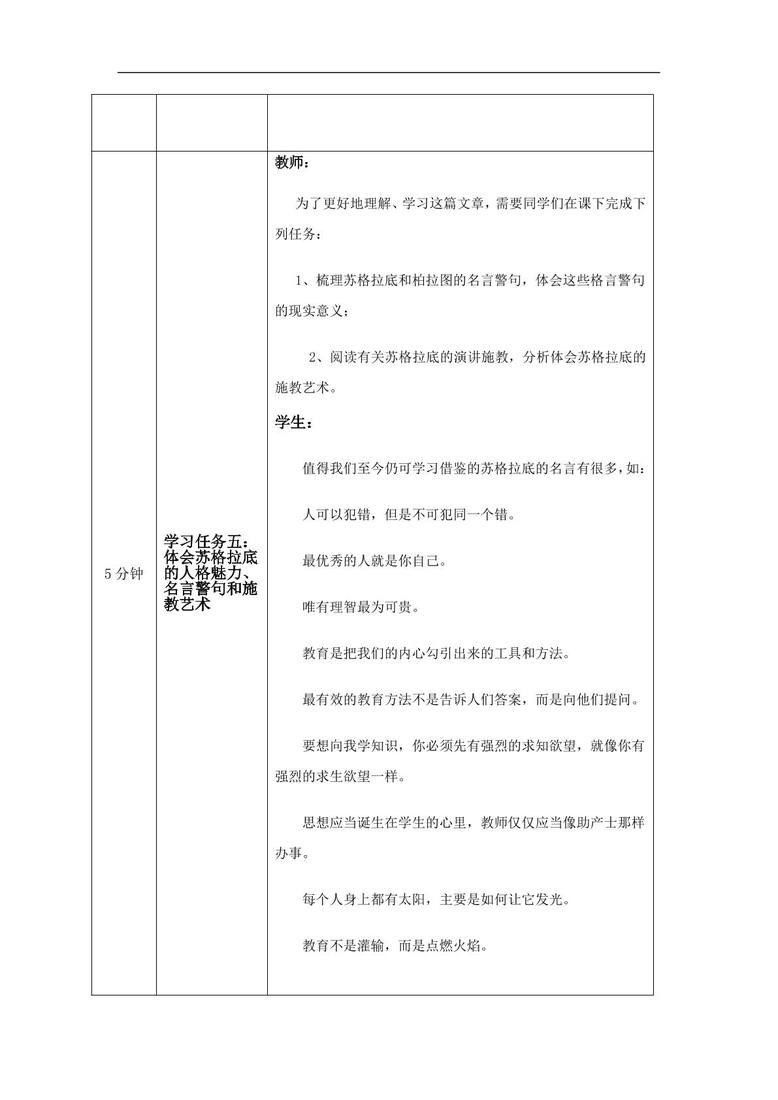 5 分钟
学习任务五：
体会苏格拉底
的人格魅力、
名言警句和施
教艺术
教师：
为了更好地理解、学习这篇文章，需要同学们在课下完成下
列任务：
1、梳理苏格拉底和柏拉图的名言警句，体会这些格言警句
的现实意义；
2、阅读有关苏格拉底的演讲施教，分析体会苏格拉底的
施教艺术。
学生：
值得我们至今仍可学习借鉴的苏格拉底的名言有很多，如：
人可以犯错，但是不可犯同一个错。
最优秀的人就是你自己。
唯有理智最为可贵。
教育是把我们的内心勾引出来的工具和方法。
最有效的教育方法不是告诉人们答案，而是向他们提问。
要想向我学知识，你必须先有强烈的求知欲望，就像你有
强烈的求生欲望一样。
思想应当诞生在学生的心里，教师仅仅应当像助产士那样
办事。
每个人身上都有太阳，主要是如何让它发光。
教育不是灌输，而是点燃火焰。